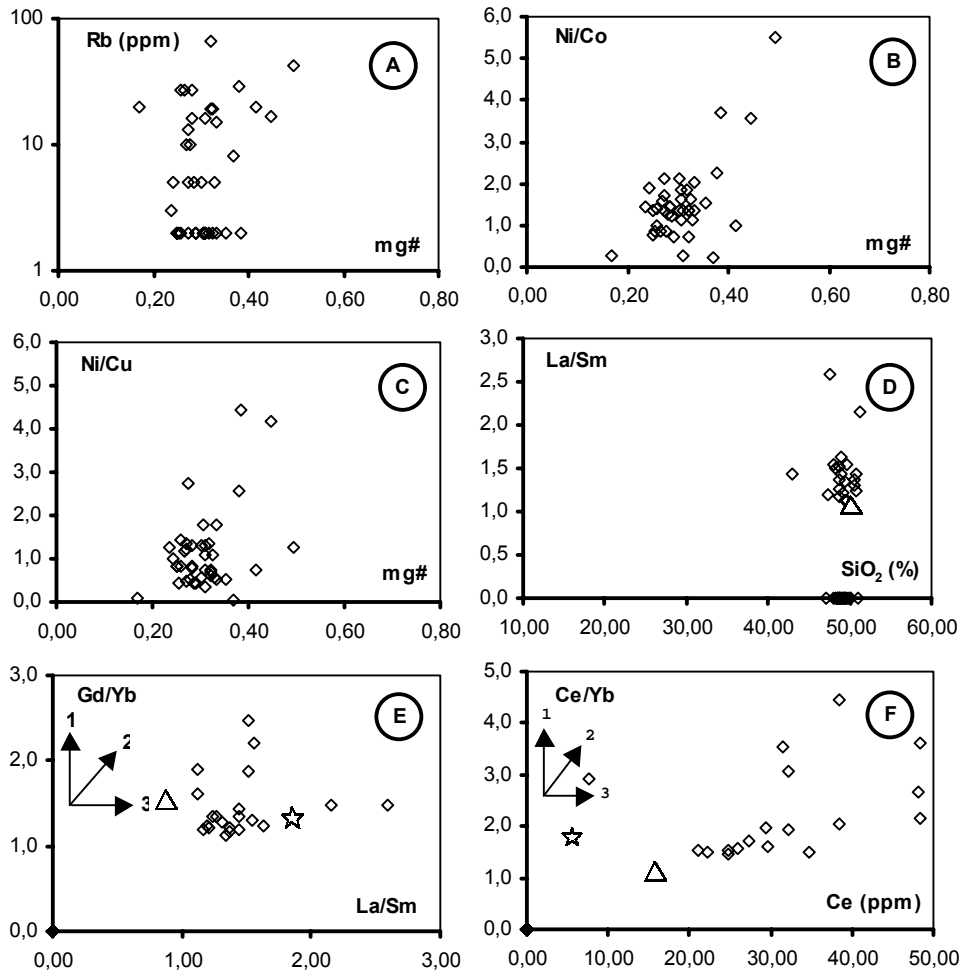 100
Rb (ppm)
A
10
1
mg#
0,00 0,20 0,40 0,60 0,80
6,0
Ni/Co
B
5,0
4,0
3,0
2,0
1,0
mg#
0,0
0,00 0,20 0,40 0,60 0,80
6,0
Ni/Cu
C
5,0
4,0
3,0
2,0
1,0
mg#
0,0
0,00 0,20 0,40 0,60 0,80
3,0
La/Sm
D
2,5
2,0
1,5
1,0
0,5
SiO2 (%)
0,0
10,00 20,00 30,00 40,00 50,00 60,00
3,0
Gd/Yb
E
1
2
2,0
3
1,0
La/Sm
0,0
0,00 1,00 2,00 3,00
5,0
Ce/Yb
F
1
2
4,0
3,0
3
2,0
1,0
Ce (ppm)
0,0
0,00 10,00 20,00 30,00 40,00 50,00